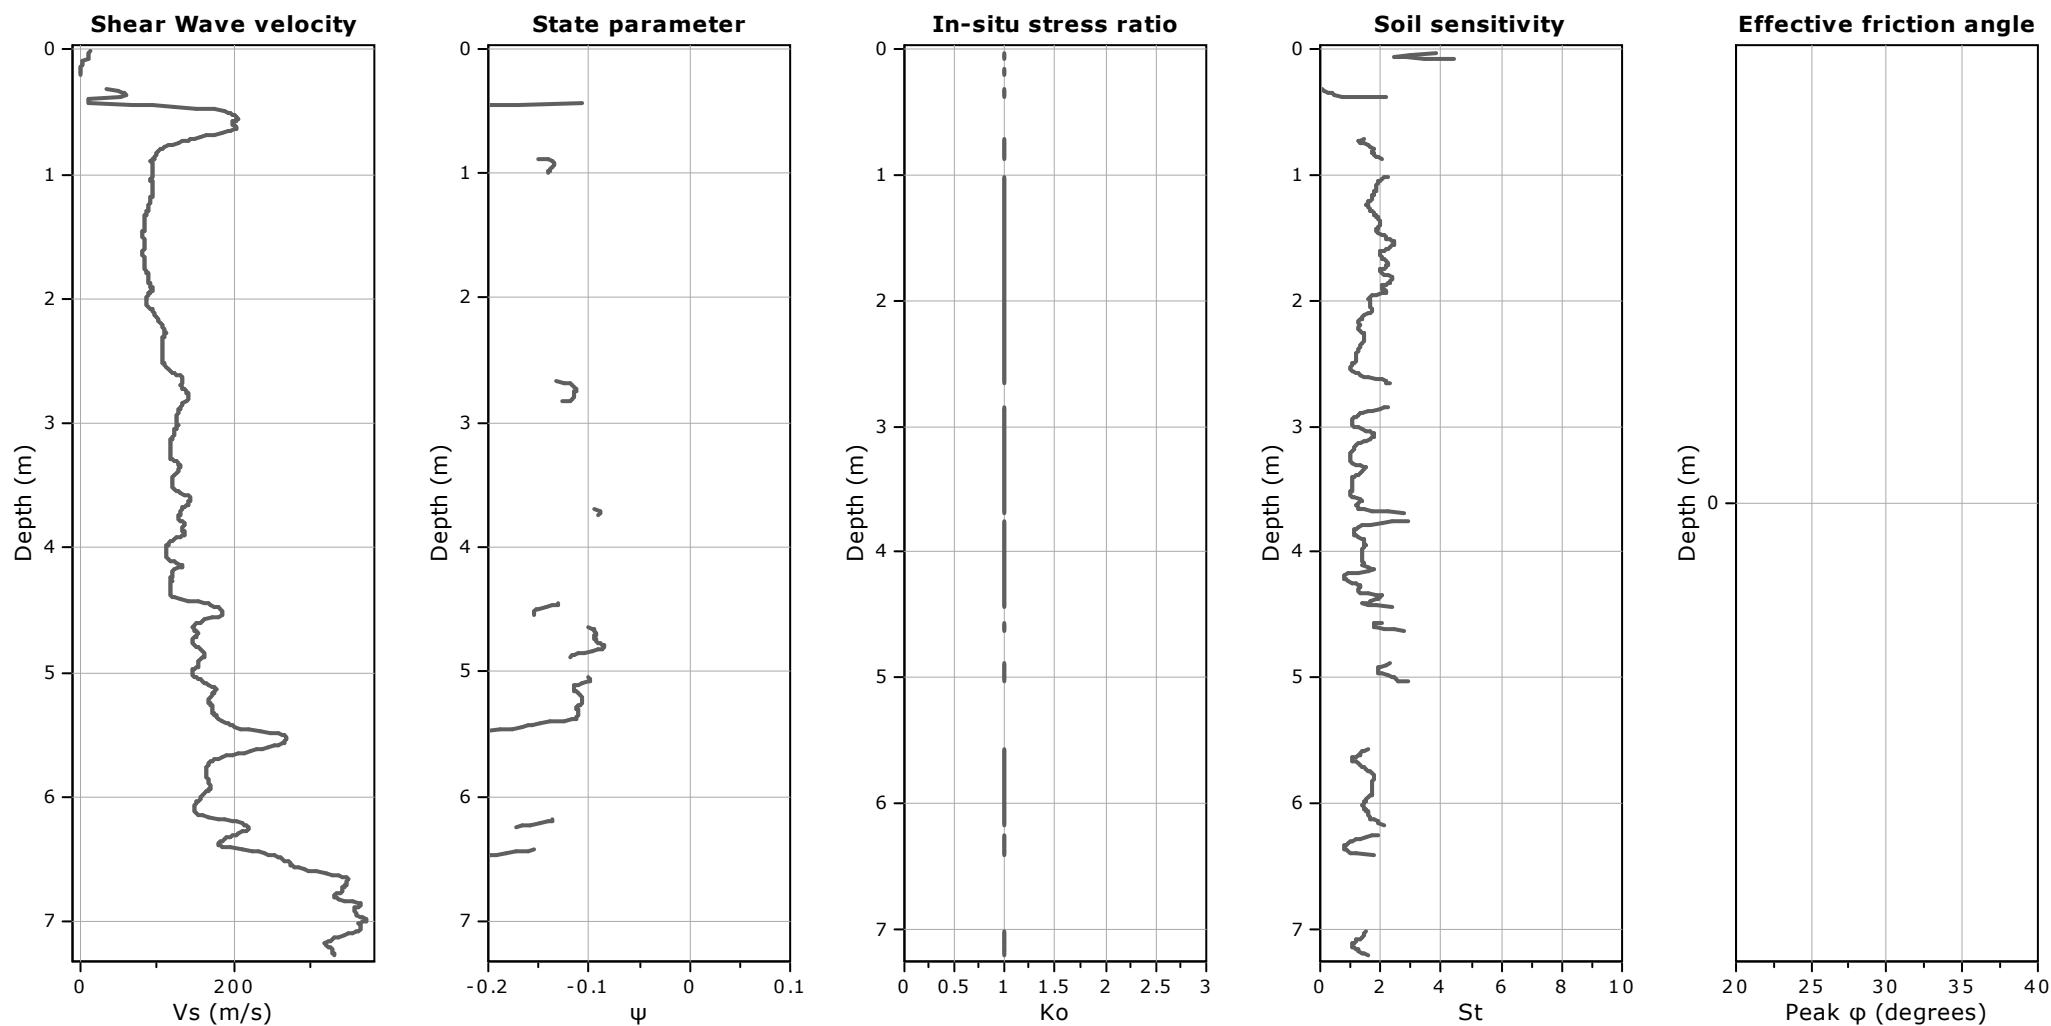 Shear Wave velocity
0
1
2
3
4
5
6
7
Depth (m)
0 200
Vs (m/s)
State parameter
0
1
2
3
4
5
6
7
Depth (m)
-0.2 -0.1 0 0.1
ψ
In-situ stress ratio
0
1
2
3
4
5
6
7
Depth (m)
0 0.5 1 1.5 2 2.5 3
Ko
Soil sensitivity
0
1
2
3
4
5
6
7
Depth (m)
0 2 4 6 8 10
St
Effective friction angle
0
Depth (m)
20 25 30 35 40
Peak φ (degrees)